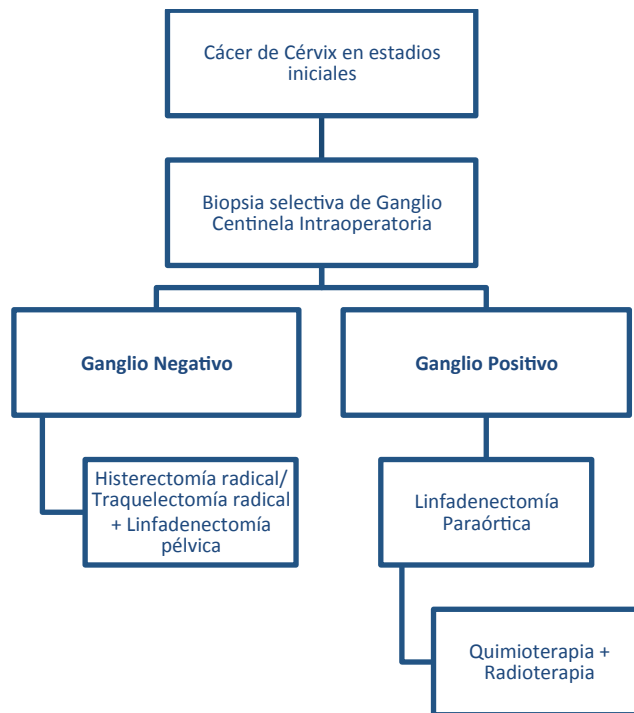 Cácer de Cérvix en estadios
iniciales
Biopsia selectiva de Ganglio
Centinela Intraoperatoria
Ganglio Negativo
Ganglio Positivo
Histerectomía radical/
Traquelectomía radical
+ Linfadenectomía
pélvica
Linfadenectomía
Paraórtica
Quimioterapia +
Radioterapia